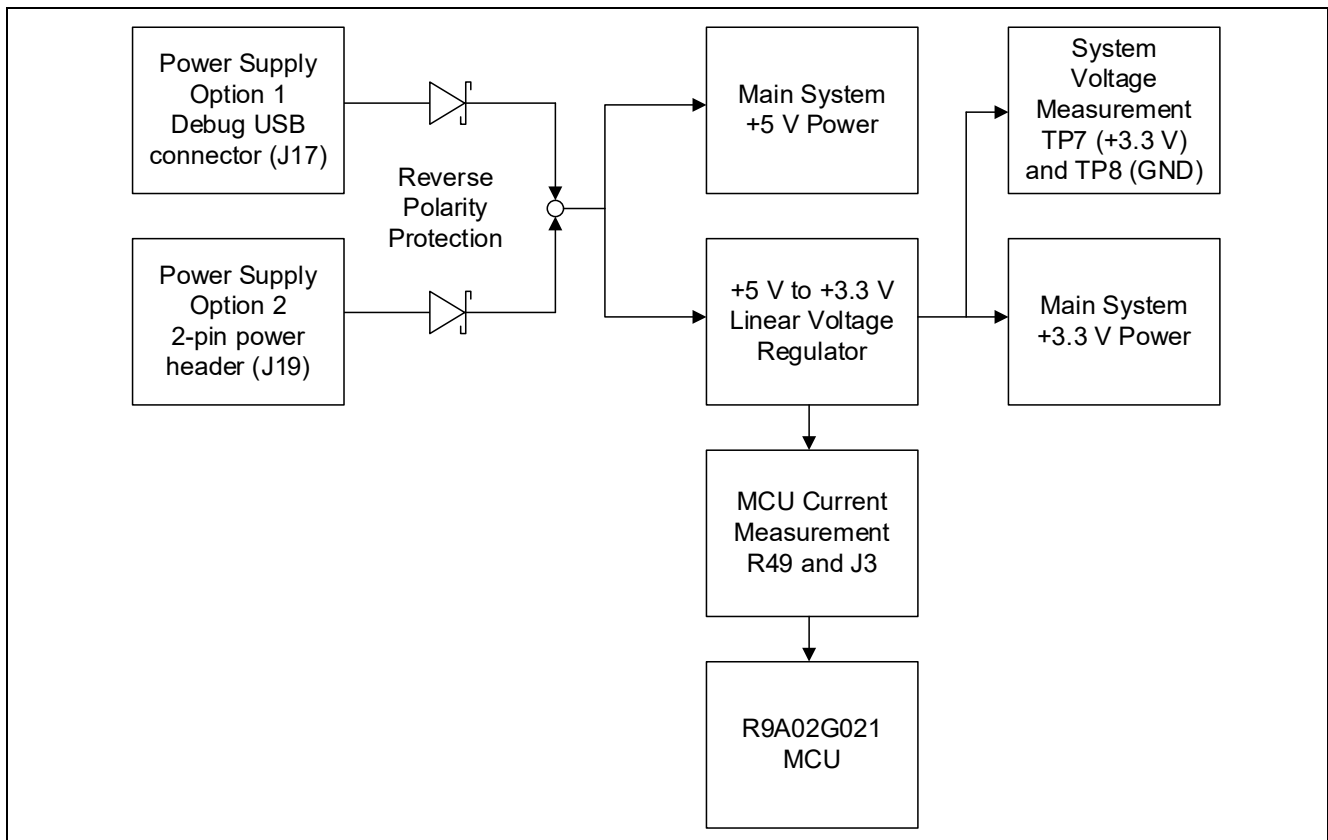 Power Supply
Option 1
Debug USB
connector (J17)
Reverse
Polarity
Protection
Power Supply
Option 2
2-pin power
header (J19)
Main System
+5 V Power
+5 V to +3.3 V
Linear Voltage
Regulator
System
Voltage
Measurement
TP7 (+3.3 V)
and TP8 (GND)
Main System
+3.3 V Power
MCU Current
Measurement
R49 and J3
R9A02G021
MCU